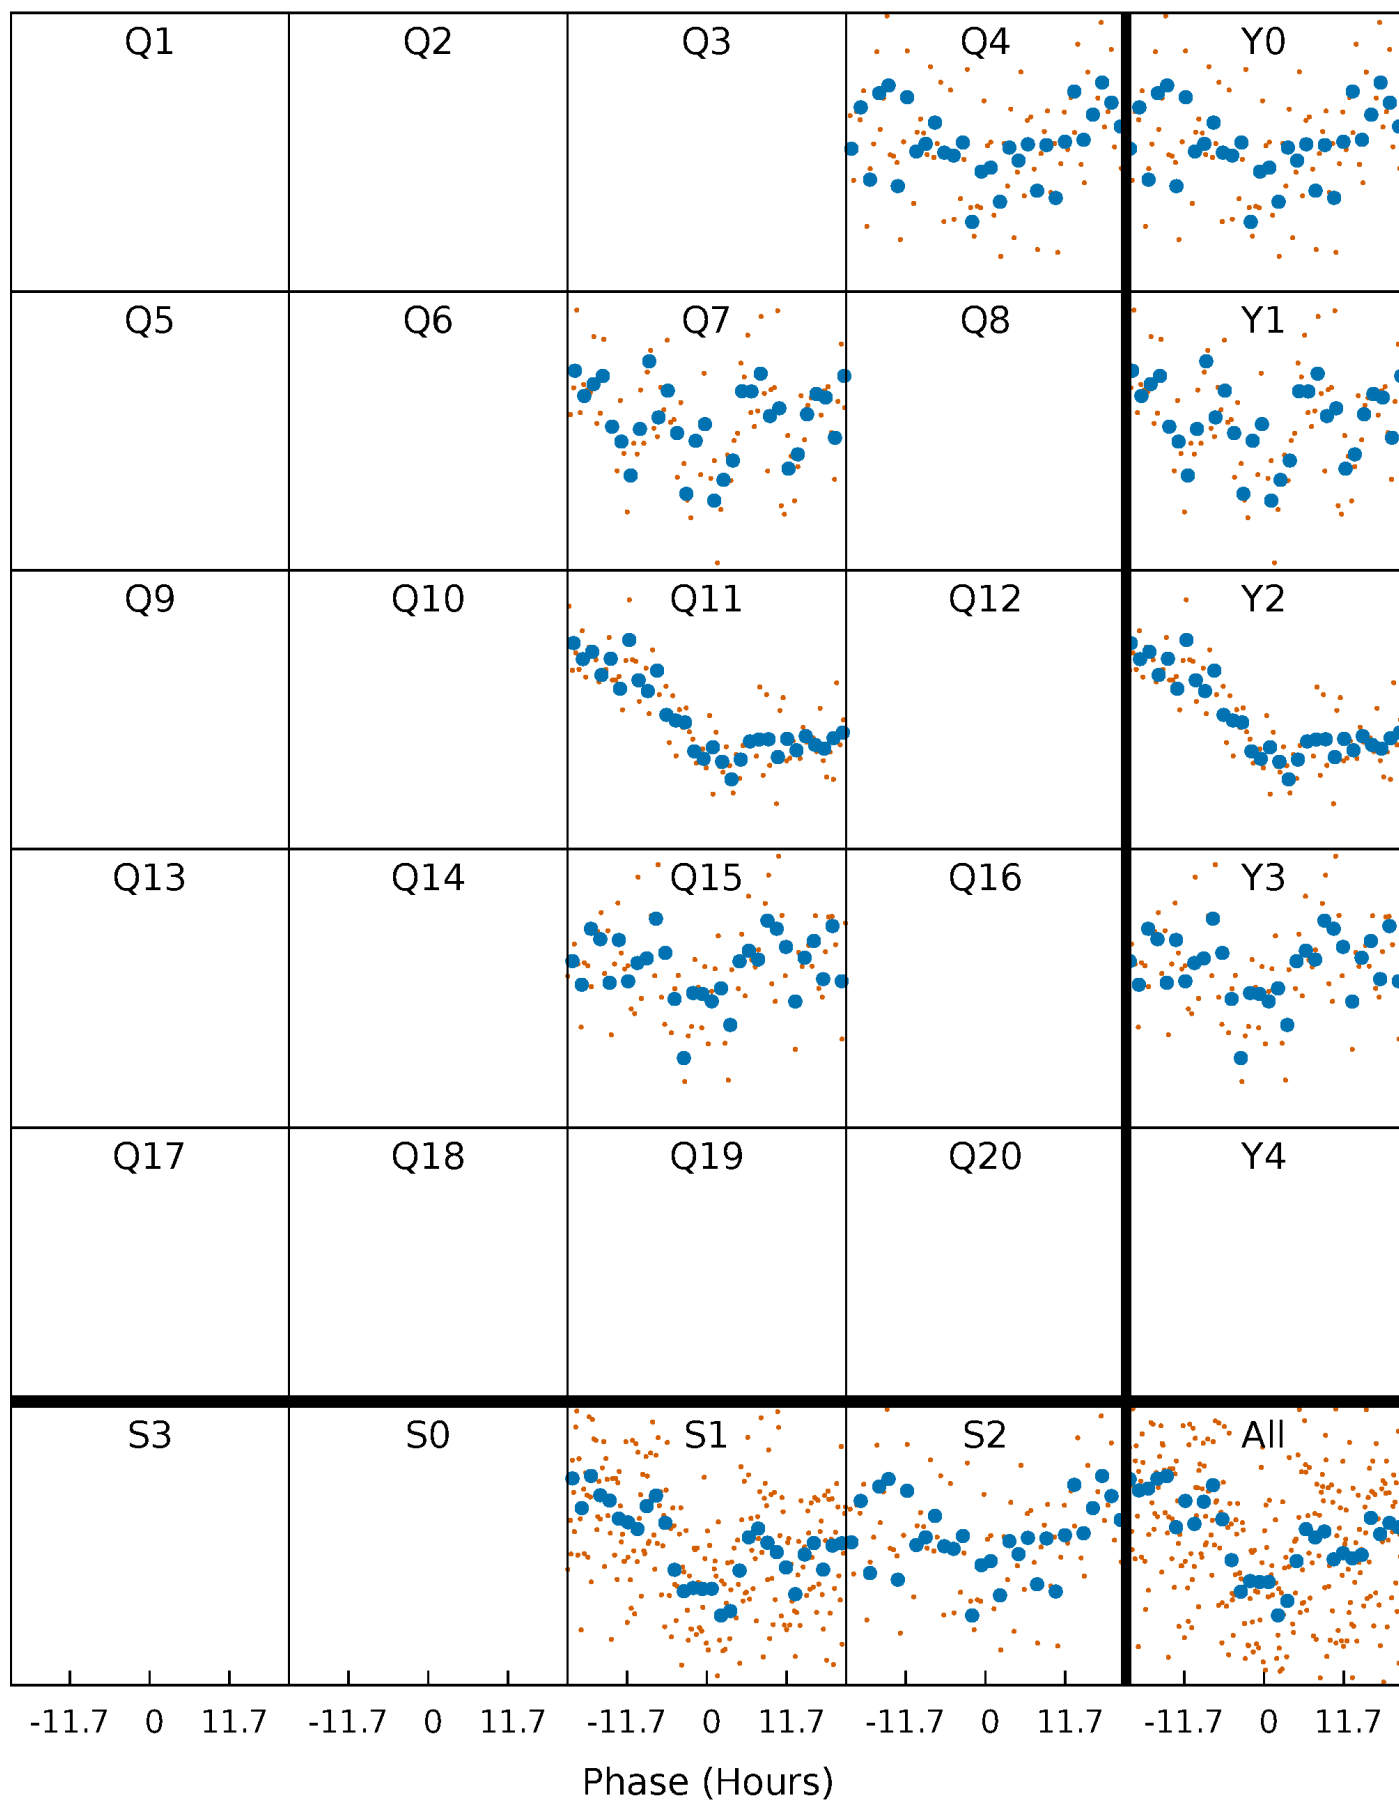 Q1 Q2 Q3 Q4 Y0
Q5 Q6 Q7 Q8 Y1
Q9 Q10 Q11 Q12 Y2
Q13 Q14 Q15 Q16 Y3
Q17 Q18 Q19 Q20 Y4
S3 S0 S1 S2 All
-11.7 0 11.7 -11.7 0 11.7 -11.7 0 11.7 -11.7 0 11.7 -11.7 0 11.7
Phase (Hours)